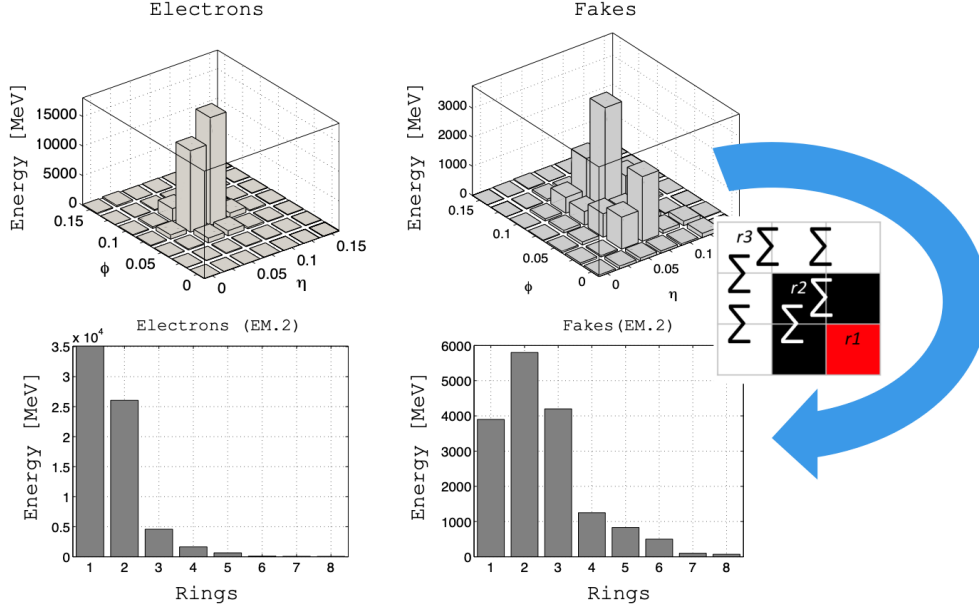 Electrons
Energy [MeV]
15000
10000
5000
0
0.15
0.1
0.05
0
ϕ
0
0.05
0.1
0.15
η
Fakes
Energy [MeV]
3000
2000
1000
0
0.15
0.1
0.05
0
ϕ
0
0.05
0.1
0.15
η
r3 ∑ ∑
∑ r2 ∑
∑ ∑ r1
Electrons (EM.2)
x 10⁴
Energy [MeV]
3.5
3
2.5
2
1.5
1
0.5
0
1 2 3 4 5 6 7 8
Rings
Fakes(EM.2)
Energy [MeV]
6000
5000
4000
3000
2000
1000
0
1 2 3 4 5 6 7 8
Rings